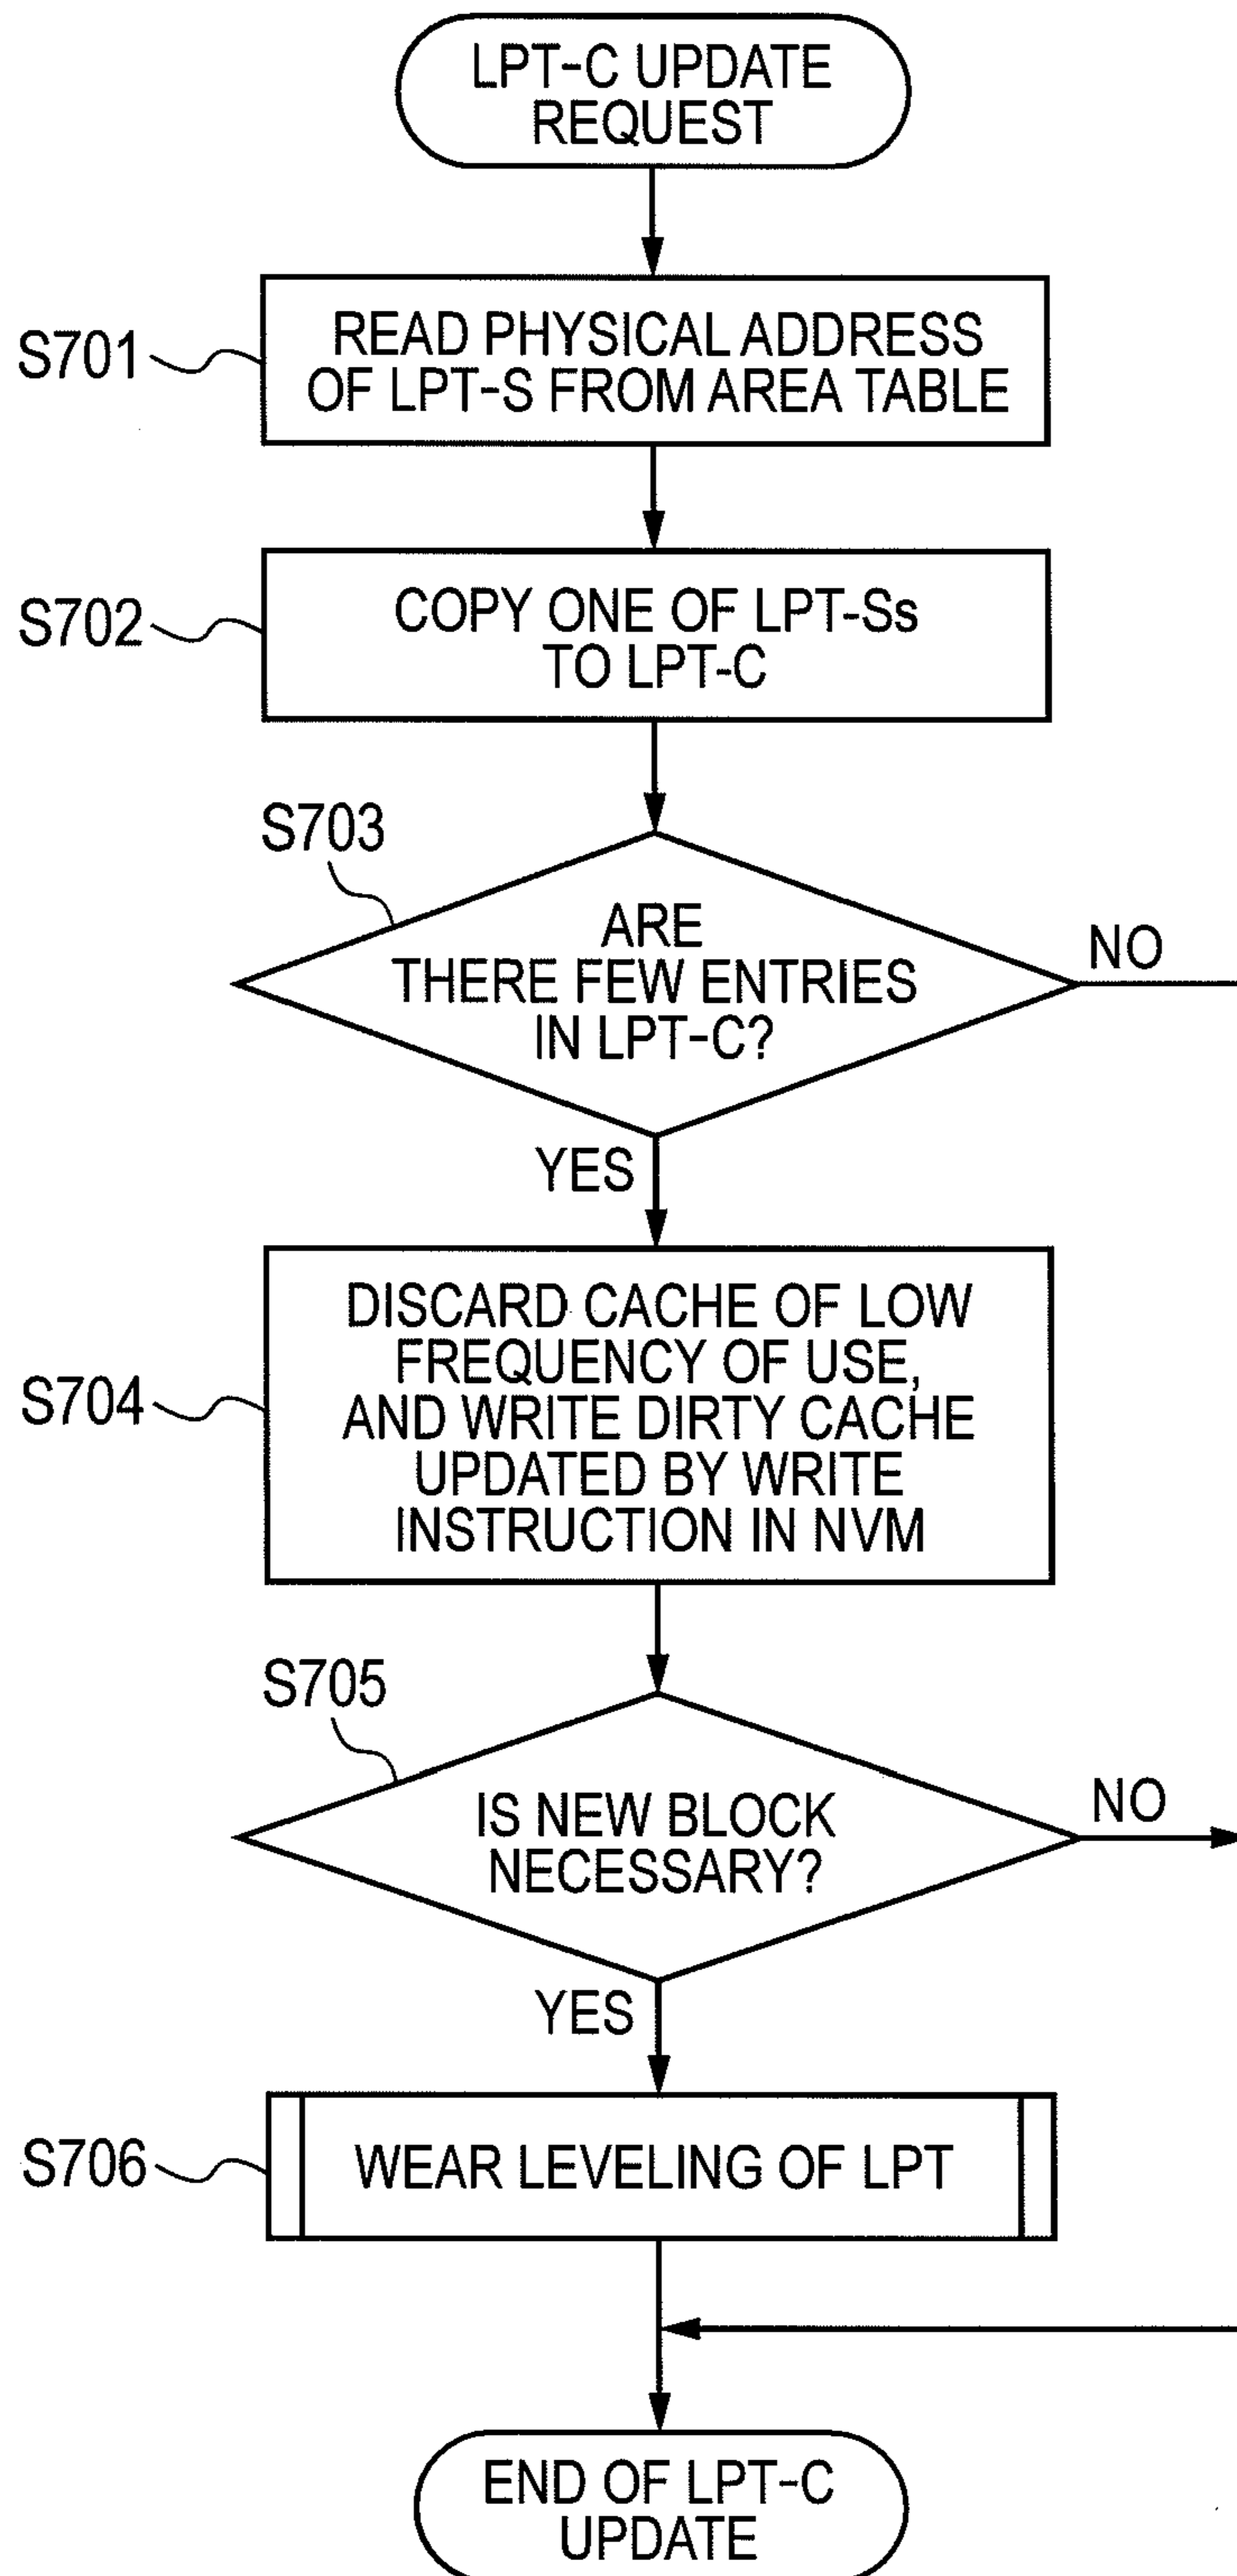 LPT-C UPDATE
REQUEST
S701
READ PHYSICAL ADDRESS
OF LPT-S FROM AREA TABLE
S702
COPY ONE OF LPT-Ss
TO LPT-C
S703
ARE
THERE FEW ENTRIES
IN LPT-C?
NO
YES
S704
DISCARD CACHE OF LOW
FREQUENCY OF USE,
AND WRITE DIRTY CACHE
UPDATED BY WRITE
INSTRUCTION IN NVM
S705
IS NEW BLOCK
NECESSARY?
NO
YES
S706
WEAR LEVELING OF LPT
END OF LPT-C
UPDATE